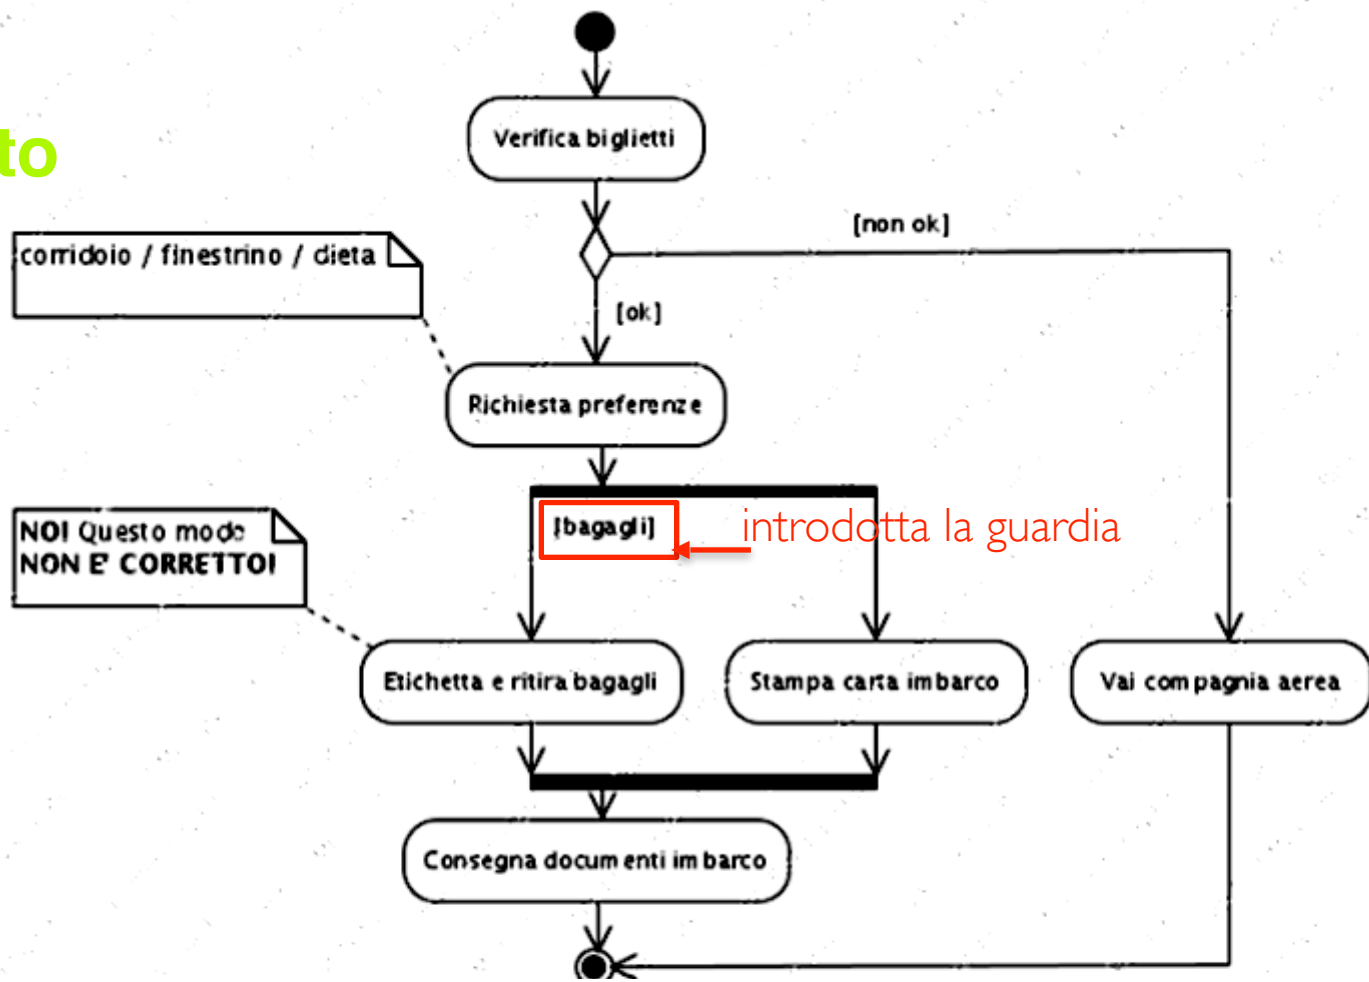 Verifica biglietti
to
[non ok]
corridoio / finestrino / dieta
[ok]
Richiesta preferenze
[bagagli]
introdotta la guardia
NO! Questo modo
NON E' CORRETTO!
Etichetta e ritira bagagli
Stampa carta imbarco
Vai compagnia aerea
Consegna documenti imbarco